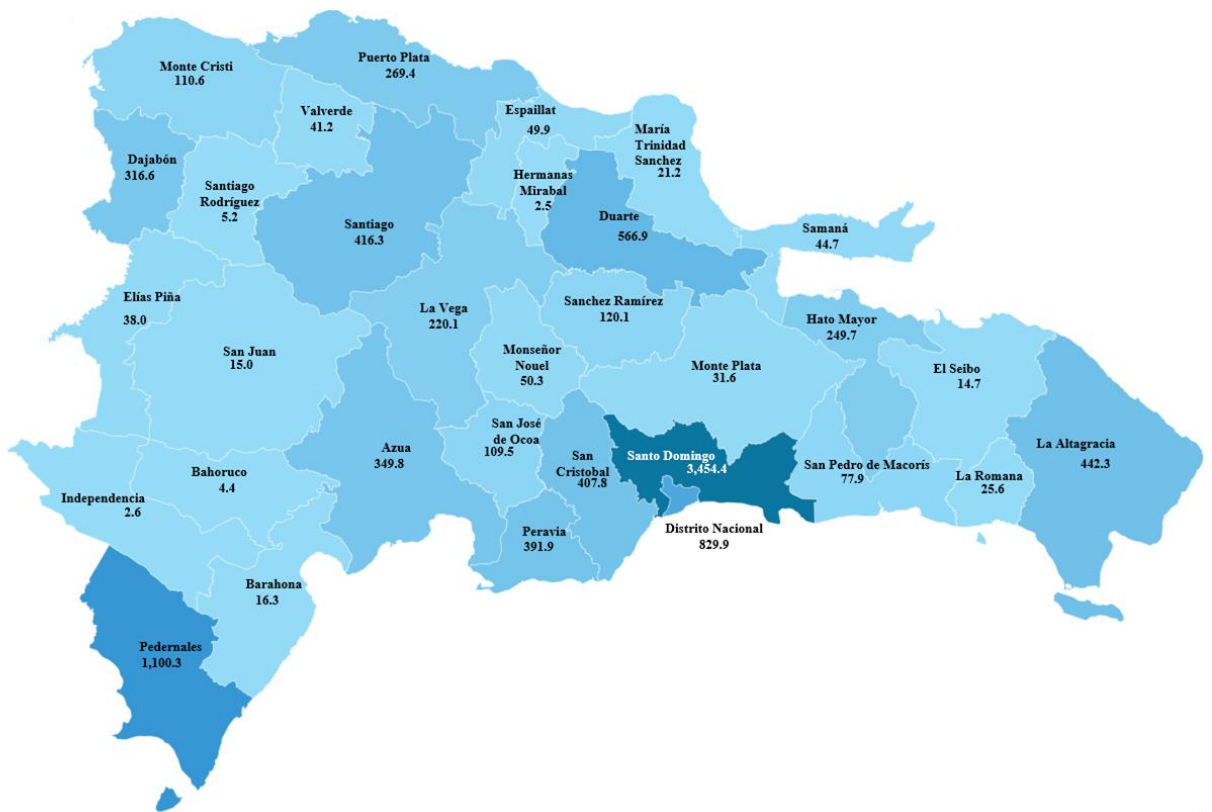 Puerto Plata
269.4
Monte Cristi
110.6
Valverde
41.2
Espaillat
49.9
María
Trinidad
Sanchez
21.2
Dajabón
316.6
Santiago
Rodríguez
5.2
Hermanas
Mirabal
2.5
Santiago
416.3
Duarte
566.9
Samaná
44.7
Elías Piña
38.0
La Vega
220.1
Sanchez Ramírez
120.1
Hato Mayor
249.7
San Juan
15.0
Monseñor
Nouel
50.3
Monte Plata
31.6
El Seibo
14.7
San José
de Ocoa
109.5
Azua
349.8
San
Cristobal
407.8
Santo Domingo
3,454.4
La Altagracia
442.3
San Pedro de Macorís
77.9
La Romana
25.6
Bahoruco
4.4
Independencia
2.6
Peravia
391.9
Distrito Nacional
829.9
Barahona
16.3
Pedernales
1,100.3